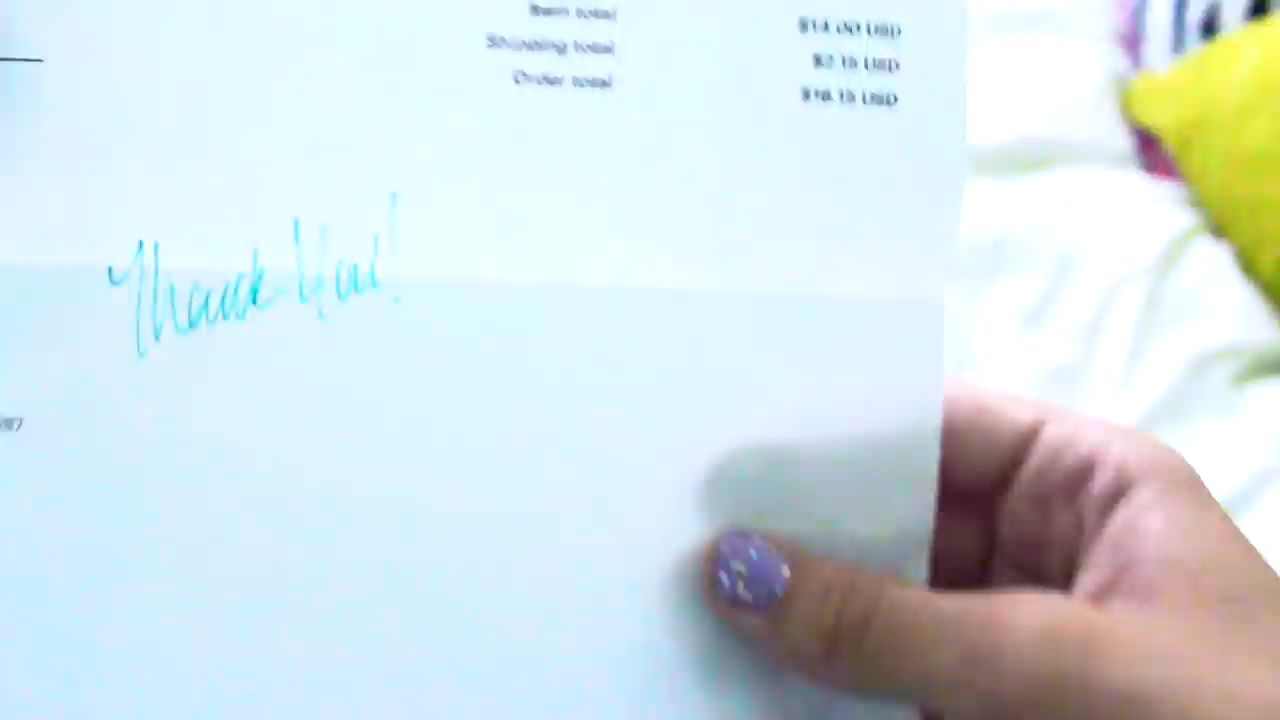 Item total $14.00 USD
Shipping total $2.15 USD
Order total $16.15 USD
Thank You!